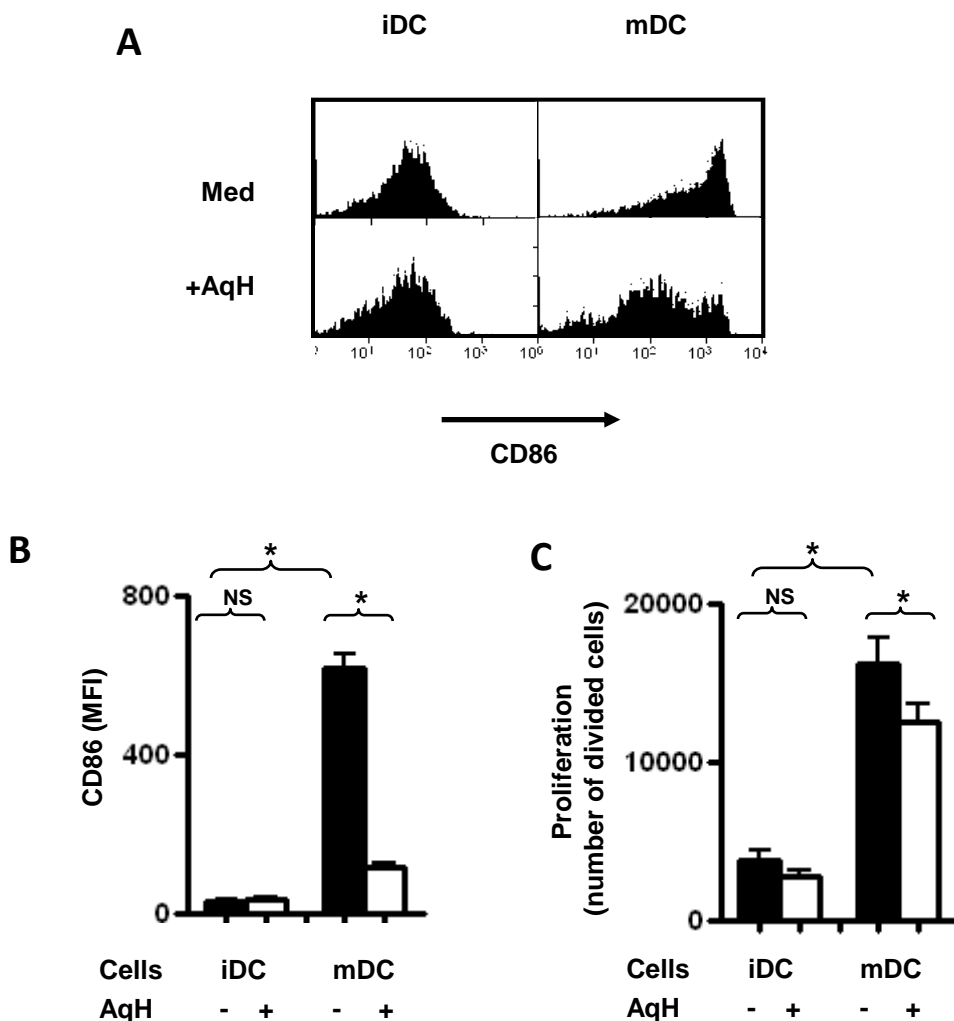 A
iDC mDC
Med
+AqH
10¹ 10² 10³ 10⁰ 10¹ 10² 10³ 10⁴
CD86
B
*
NS *
800
400
0
CD86 (MFI)
Cells iDC mDC
AqH - + - +
C
*
NS *
20000
10000
0
Proliferation
(number of divided cells)
Cells iDC mDC
AqH - + - +